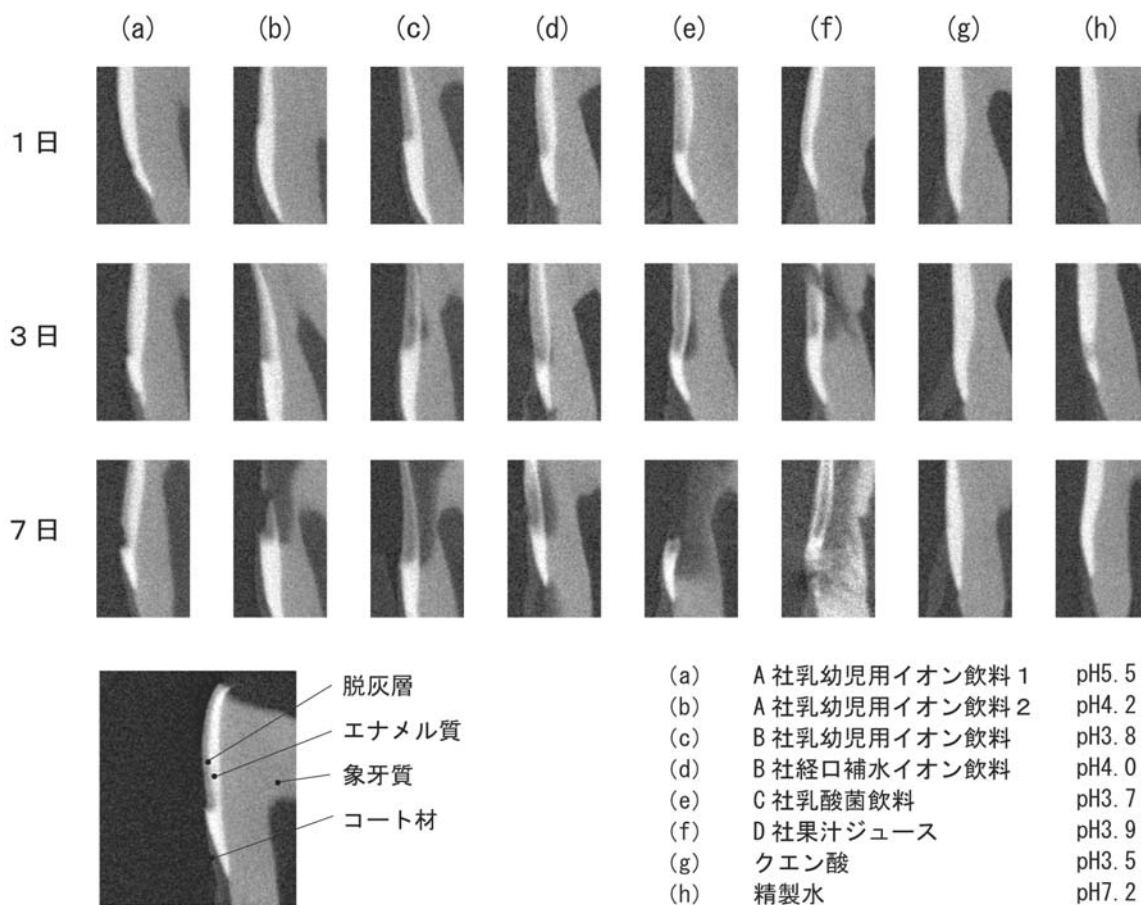 (a) (b) (c) (d) (e) (f) (g) (h)
1日
3日
7日
脱灰層
エナメル質
象牙質
コート材
(a) A社乳幼児用イオン飲料1 pH5.5
(b) A社乳幼児用イオン飲料2 pH4.2
(c) B社乳幼児用イオン飲料 pH3.8
(d) B社経口補水イオン飲料 pH4.0
(e) C社乳酸菌飲料 pH3.7
(f) D社果汁ジュース pH3.9
(g) クエン酸 pH3.5
(h) 精製水 pH7.2